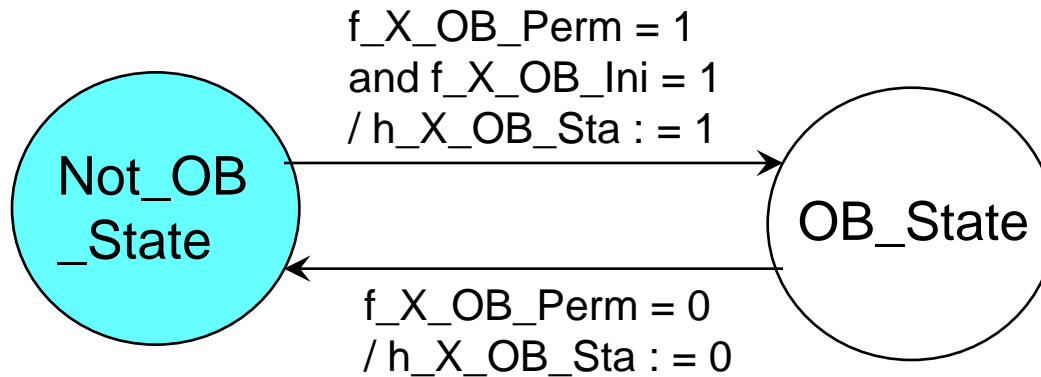 f_X_OB_Perm = 1
and f_X_OB_Ini = 1
/ h_X_OB_Sta : = 1
Not_OB
_State
OB_State
f_X_OB_Perm = 0
/ h_X_OB_Sta : = 0